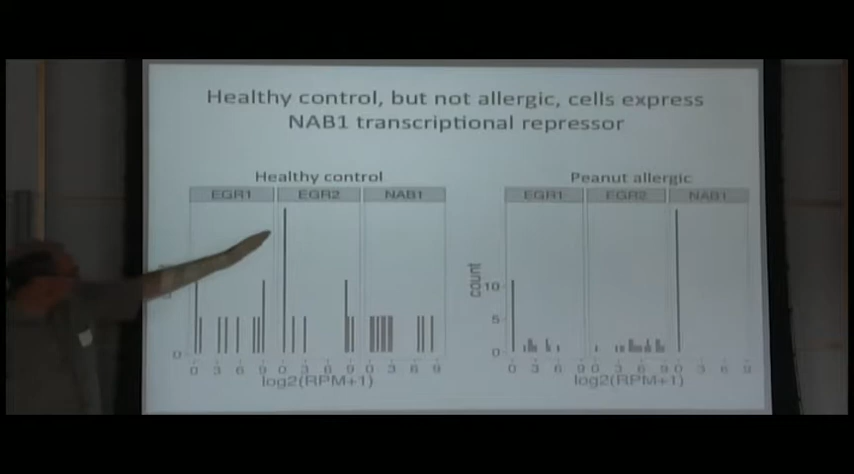 Healthy control, but not allergic, cells express
NAB1 transcriptional repressor
Healthy control
Peanut allergic
EGR1 EGR2 NAB1
EGR1 EGR2 NAB1
count
10
5
0
0
0 3 6 9 0 3 6 9 0 3 6 9
0 3 6 9 0 3 6 9 0 3 6 9
log2(RPM+1)
log2(RPM+1)